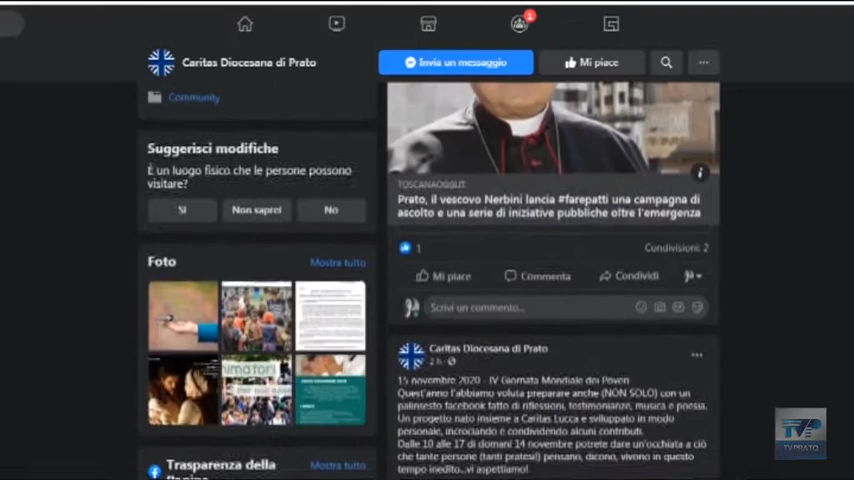 1
Caritas Diocesana di Prato
Invia un messaggio
Mi piace
Community
Suggerisci modifiche
È un luogo fisico che le persone possono
visitare?
Sì
Non saprei
No
Foto
Mostra tutto
Trasparenza della
Mostra tutto
TOSCANAOGGI.IT
Prato, il vescovo Nerbini lancia #farepatti una campagna di
ascolto e una serie di iniziative pubbliche oltre l'emergenza
1
Condivisioni: 2
Mi piace
Commenta
Condividi
Scrivi un commento...
Caritas Diocesana di Prato
2 h
15 novembre 2020 - IV Giornata Mondiale dei Poveri
Quest'anno l'abbiamo voluta preparare anche (NON SOLO) con un
palinsesto facebook fatto di riflessioni, testimonianze, musica e poesia.
Un progetto nato insieme a Caritas Lucca e sviluppato in modo
personale, incrociando e condividendo alcuni contributi.
Dalle 10 alle 17 di domani 14 novembre potrete dare un'occhiata a ciò
che tante persone (tanti pratesi!) pensano, dicono, vivono in questo
tempo inedito...vi aspettiamo!
TVP
TV PRATO